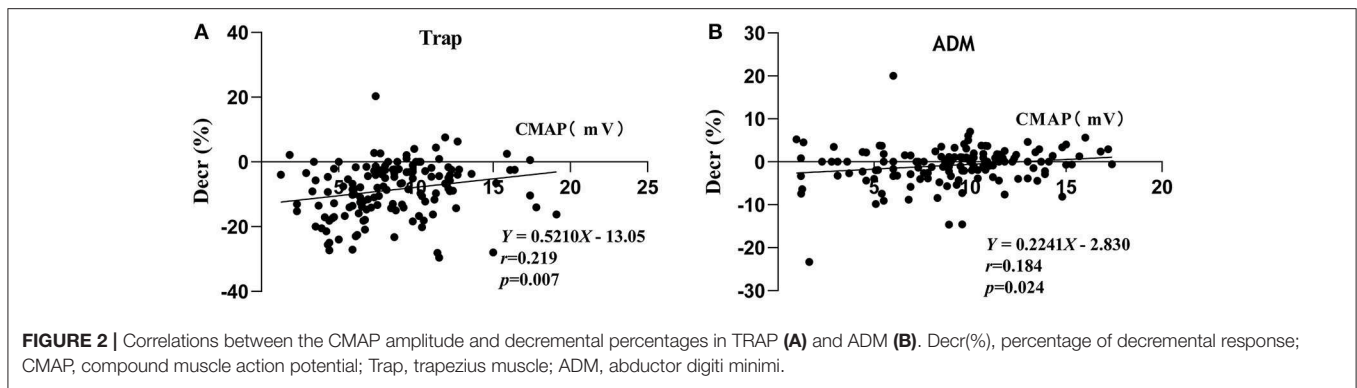 A
Trap
40
20
0
-20
-40
Decr (%)
CMAP( mV)
5
10
15
20
25
Y = 0.5210X - 13.05
r=0.219
p=0.007
B
ADM
30
20
10
0
-10
-20
-30
Decr (%)
CMAP( mV)
5
10
15
20
Y = 0.2241X - 2.830
r=0.184
p=0.024
FIGURE 2 | Correlations between the CMAP amplitude and decremental percentages in TRAP (A) and ADM (B). Decr(%), percentage of decremental response;
CMAP, compound muscle action potential; Trap, trapezius muscle; ADM, abductor digiti minimi.